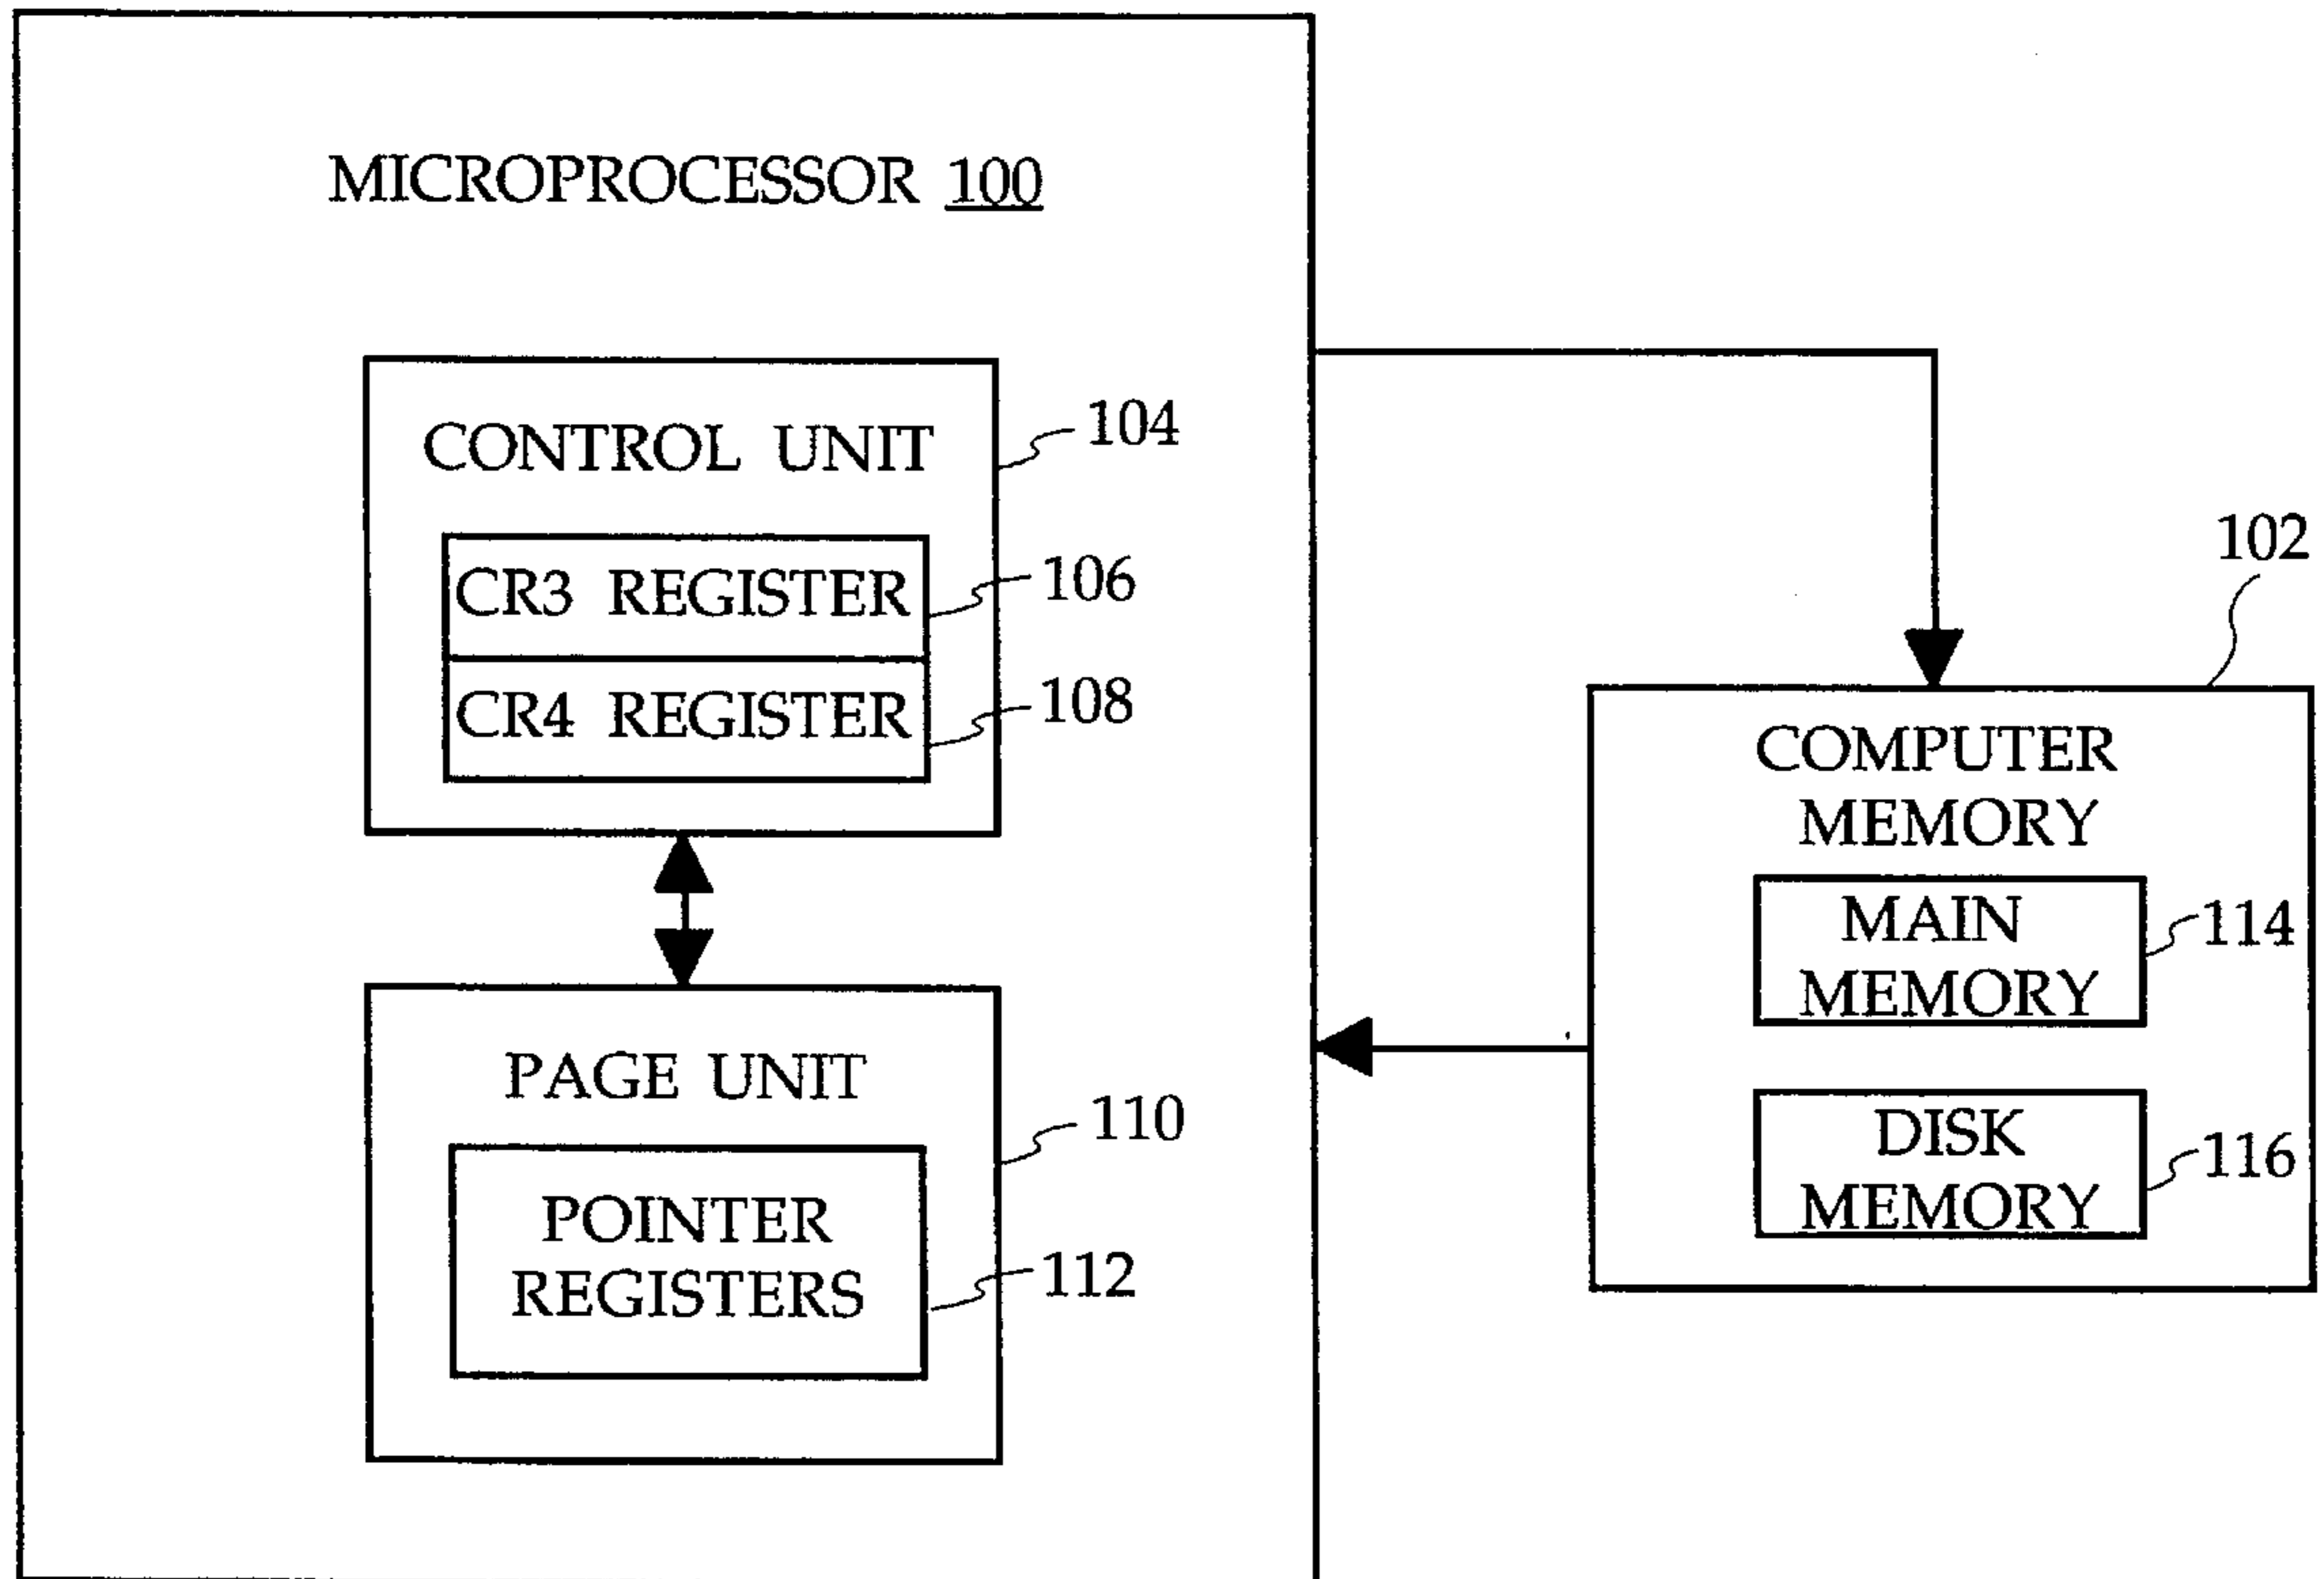 MICROPROCESSOR 100
CONTROL UNIT
104
CR3 REGISTER
106
CR4 REGISTER
108
PAGE UNIT
110
POINTER
REGISTERS
112
102
COMPUTER
MEMORY
MAIN
MEMORY
114
DISK
MEMORY
116